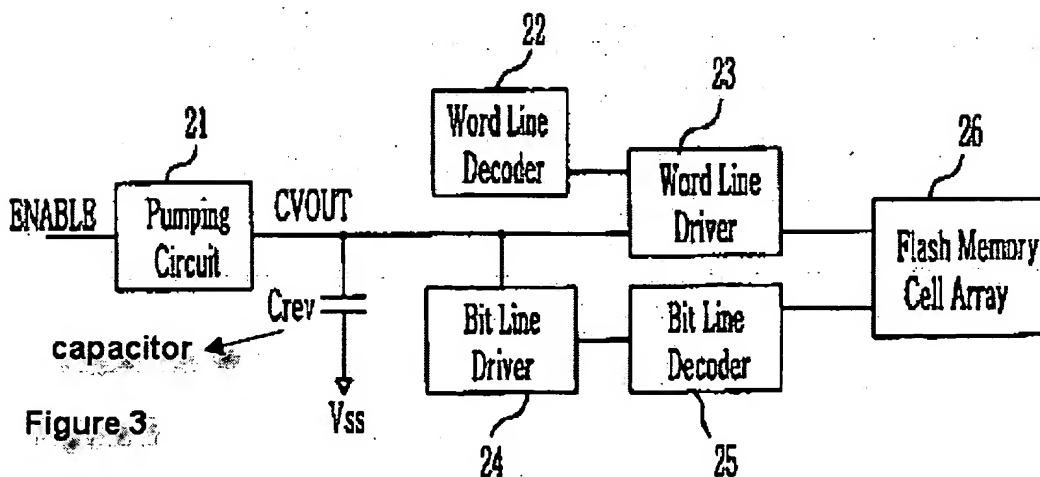 22
Word Line
Decoder
23
Word Line
Driver
21
ENABLE
Pumping
Circuit
CVOUT
26
Flash Memory
Cell Array
Crev
capacitor
Vss
Bit Line
Driver
24
Bit Line
Decoder
25
Figure 3